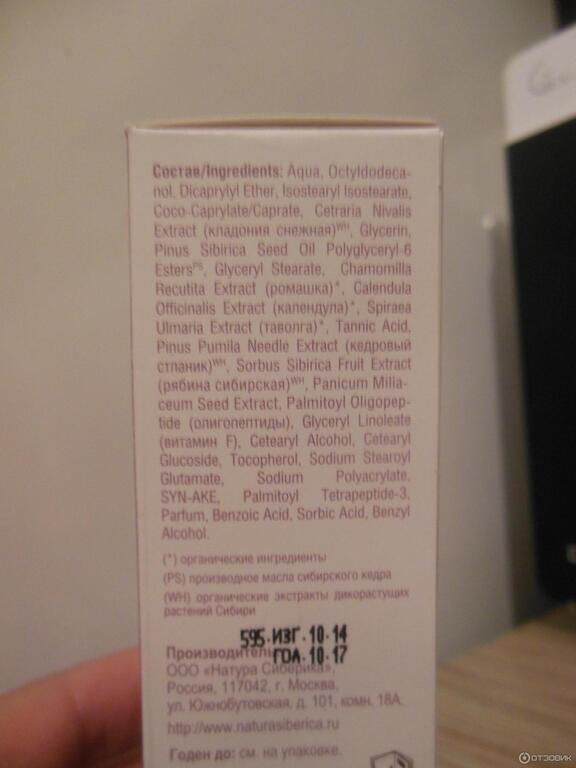 Состав/Ingredients: Aqua, Octyldodeca-
nol, Dicaprylyl Ether, Isostearyl Isostearate,
Coco-Caprylate/Caprate, Cetraria Nivalis
Extract (кладония снежная)ᵂᴴ, Glycerin,
Pinus Sibirica Seed Oil Polyglyceryl-6
Estersᴾˢ, Glyceryl Stearate, Chamomilla
Recutita Extract (ромашка)*, Calendula
Officinalis Extract (календула)*, Spiraea
Ulmaria Extract (таволга)*, Tannic Acid,
Pinus Pumila Needle Extract (кедровый
стланик)ᵂᴴ, Sorbus Sibirica Fruit Extract
(рябина сибирская)ᵂᴴ, Panicum Milia-
ceum Seed Extract, Palmitoyl Oligopep-
tide (олигопептиды), Glyceryl Linoleate
(витамин F), Cetearyl Alcohol, Cetearyl
Glucoside, Tocopherol, Sodium Stearoyl
Glutamate, Sodium Polyacrylate,
SYN-AKE, Palmitoyl Tetrapeptide-3,
Parfum, Benzoic Acid, Sorbic Acid, Benzyl
Alcohol.
(*) органические ингредиенты
(PS) производное масла сибирского кедра
(WH) органические экстракты дикорастущих
растений Сибири
595.ИЗГ.10.14
ГОД.10.17
Производитель:
ООО «Натура Сиберика»,
Россия, 117042, г. Москва,
ул. Южнобутовская, д. 101, комн. 18А.
http://www.naturasiberica.ru
Годен до: см. на упаковке.
ОТЗОВИК